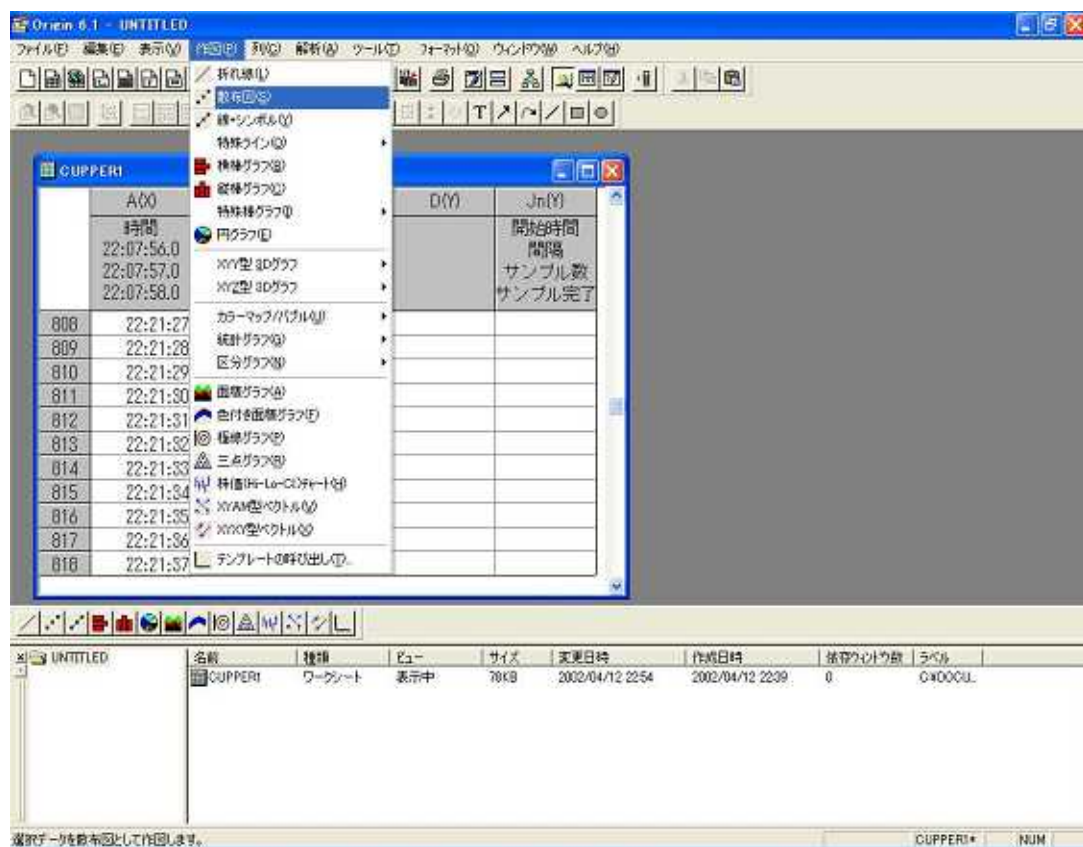 Origin 6.1 - UNTITLED
ファイル(F) 編集(E) 表示(V) 作図(P) 列(C) 解析(A) ツール(T) フォーマット(O) ウィンドウ(W) ヘルプ(H)
折れ線(L)
散布図(S)
線+シンボル(Y)
特殊ライン(Q)
横棒グラフ(B)
縦棒グラフ(C)
特殊棒グラフ(I)
円グラフ(E)
XYY型 3Dグラフ
XYZ型 3Dグラフ
カラーマップ/バブル(U)
統計グラフ(G)
区分グラフ(N)
面積グラフ(A)
色付き面積グラフ(F)
極線グラフ(P)
三点グラフ(R)
株価(Hi-Lo-Cl)チャート(H)
XYAM型ベクトル(V)
XYXY型ベクトル(X)
テンプレートの呼び出し(T)...
T
CUPPER1
A(X) D(Y) Jn(Y)
時間 開始時間
22:07:56.0 間隔
22:07:57.0 サンプル数
22:07:58.0 サンプル完了
808 22:21:27
809 22:21:28
810 22:21:29
811 22:21:30
812 22:21:31
813 22:21:32
814 22:21:33
815 22:21:34
816 22:21:35
817 22:21:36
818 22:21:37
UNTITLED
名前 種類 ビュー サイズ 変更日時 作成日時 依存ウィンドウ数 ラベル
CUPPER1 ワークシート 表示中 78KB 2002/04/12 22:54 2002/04/12 22:39 0 C:¥DOCU...
選択データを散布図として作図します。
CUPPER1* NUM